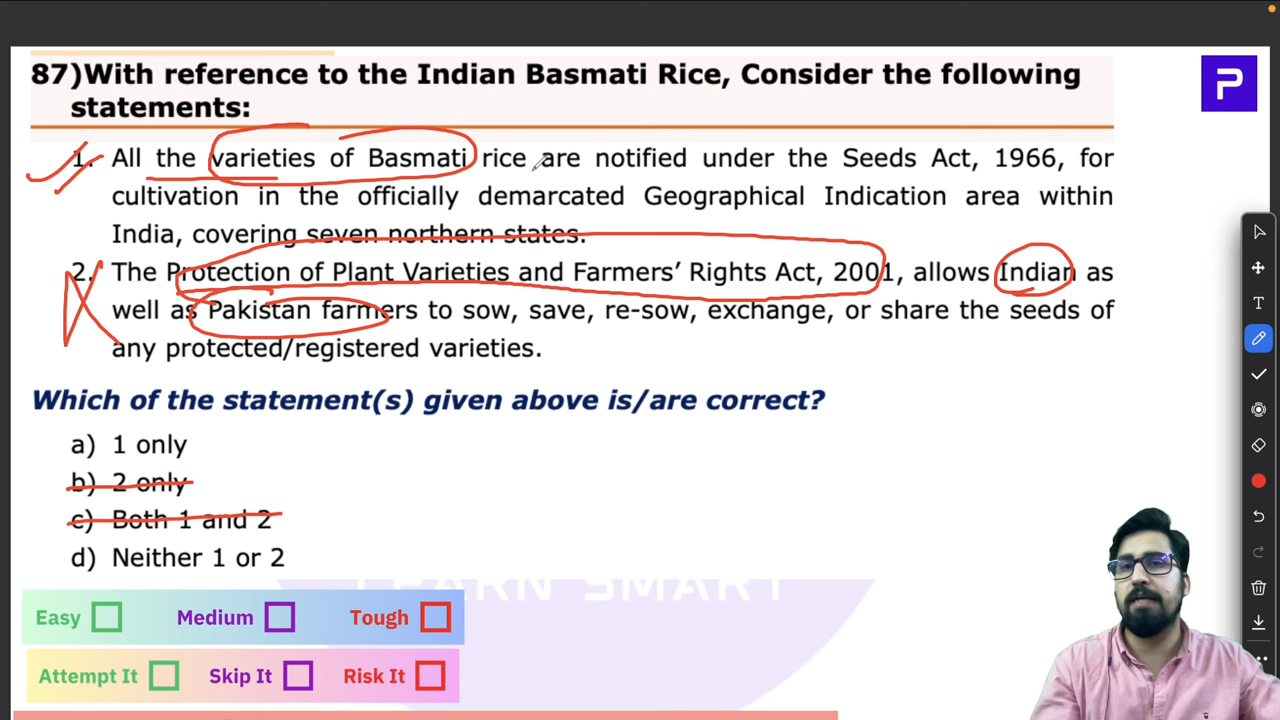 87)With reference to the Indian Basmati Rice, Consider the following
statements:
P
1. All the varieties of Basmati rice are notified under the Seeds Act, 1966, for
cultivation in the officially demarcated Geographical Indication area within
India, covering seven northern states.
2. The Protection of Plant Varieties and Farmers’ Rights Act, 2001, allows Indian as
well as Pakistan farmers to sow, save, re-sow, exchange, or share the seeds of
any protected/registered varieties.
Which of the statement(s) given above is/are correct?
a) 1 only
b) 2 only
c) Both 1 and 2
d) Neither 1 or 2
LEARN SMART
Easy Medium Tough
Attempt It Skip It Risk It